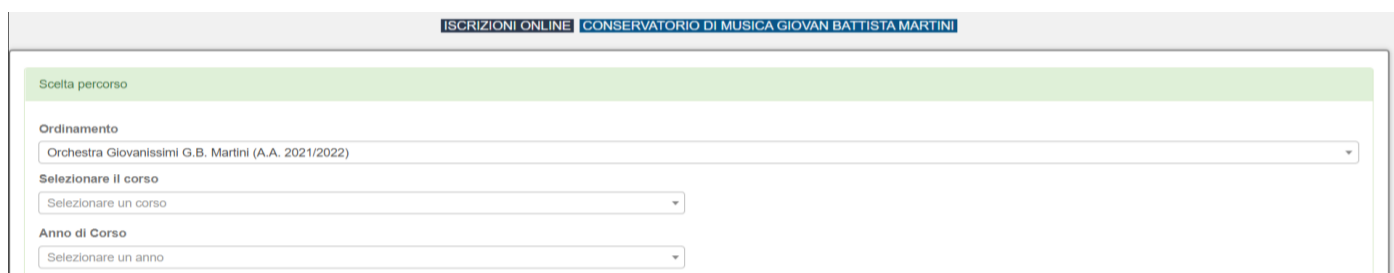 ISCRIZIONI ONLINE CONSERVATORIO DI MUSICA GIOVAN BATTISTA MARTINI
Scelta percorso
Ordinamento
Orchestra Giovanissimi G.B. Martini (A.A. 2021/2022)
Selezionare il corso
Selezionare un corso
Anno di Corso
Selezionare un anno